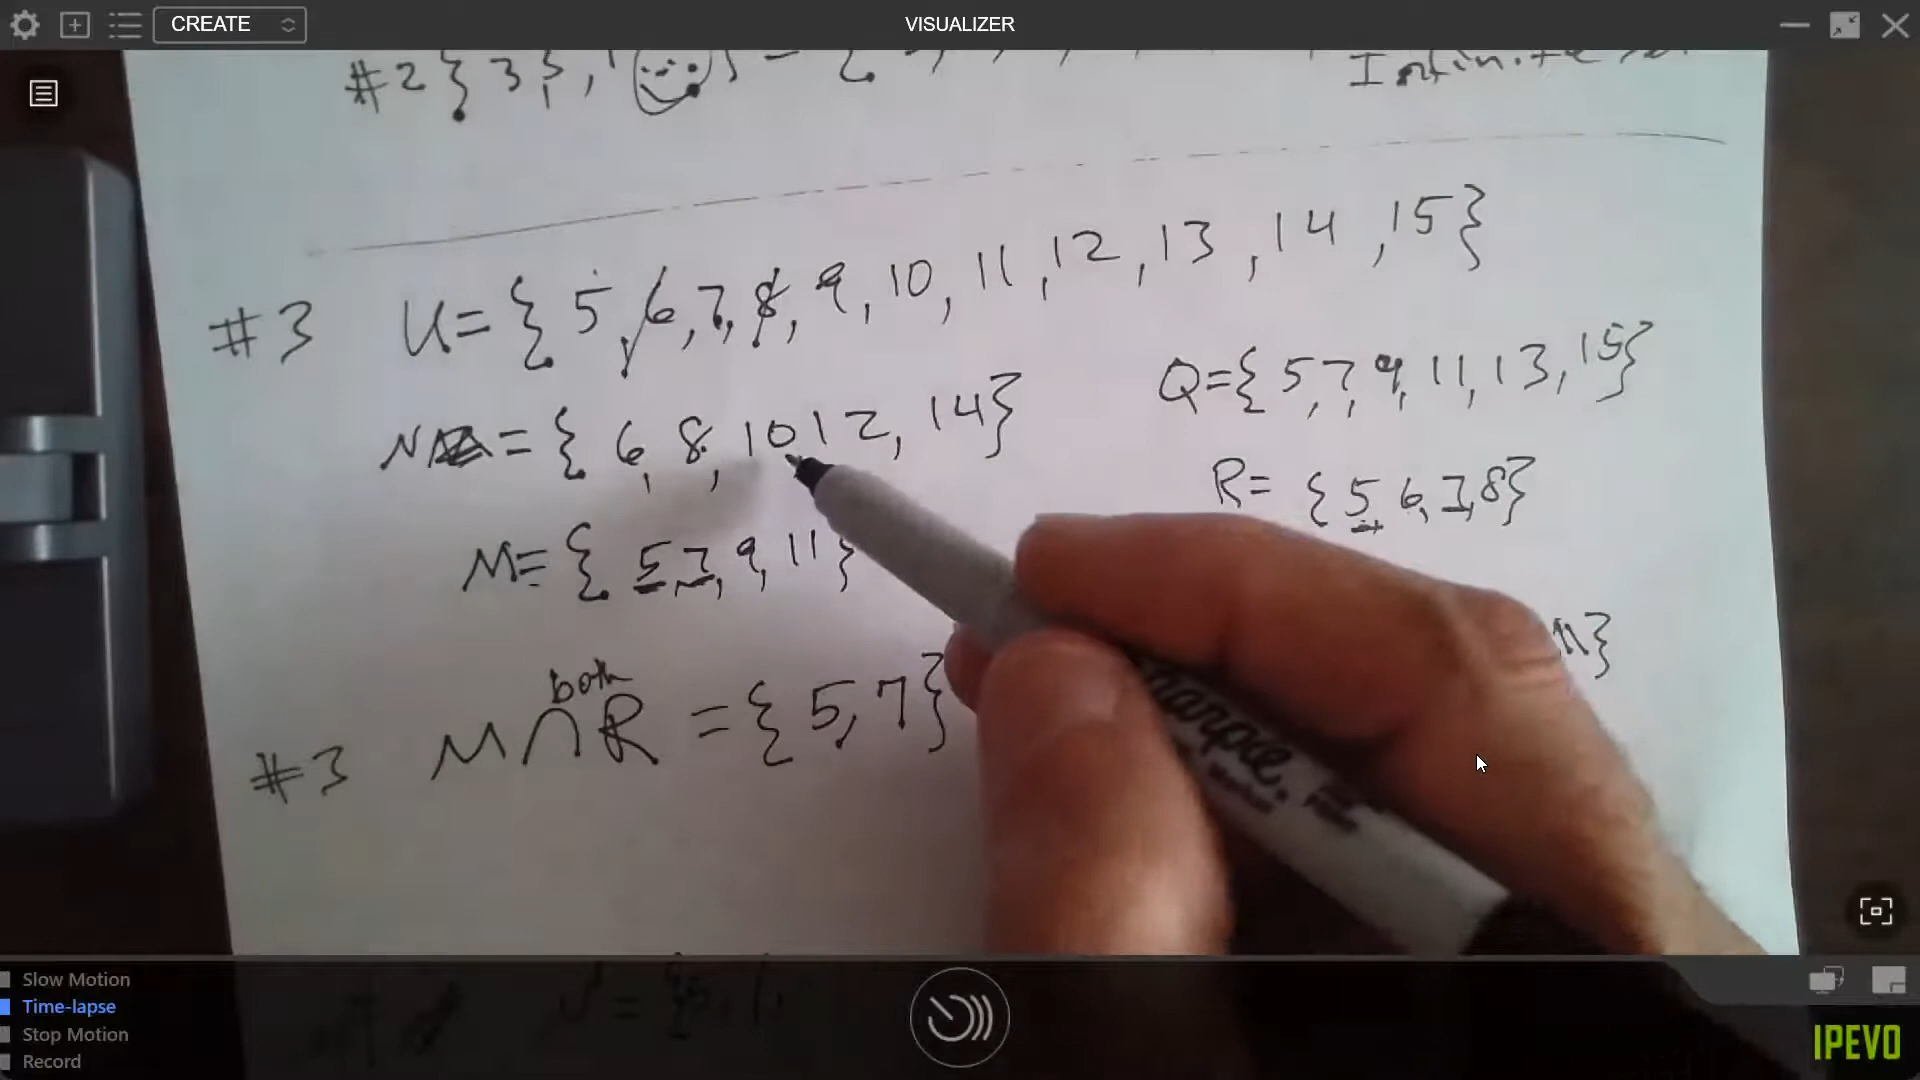 CREATE
VISUALIZER
#2 { 3,
Infinite
#3 U={ 5, 6, 7, 8, 9, 10, 11, 12, 13, 14, 15}
N = { 6, 8, 10 12, 14}
Q={ 5, 7, 9, 11, 13, 15}
R= { 5, 6, 7, 8}
M= { 5, 7, 9, 11}
both
#3 M∩R = { 5, 7}
Sharpie
Slow Motion
Time-lapse
Stop Motion
Record
IPEVO